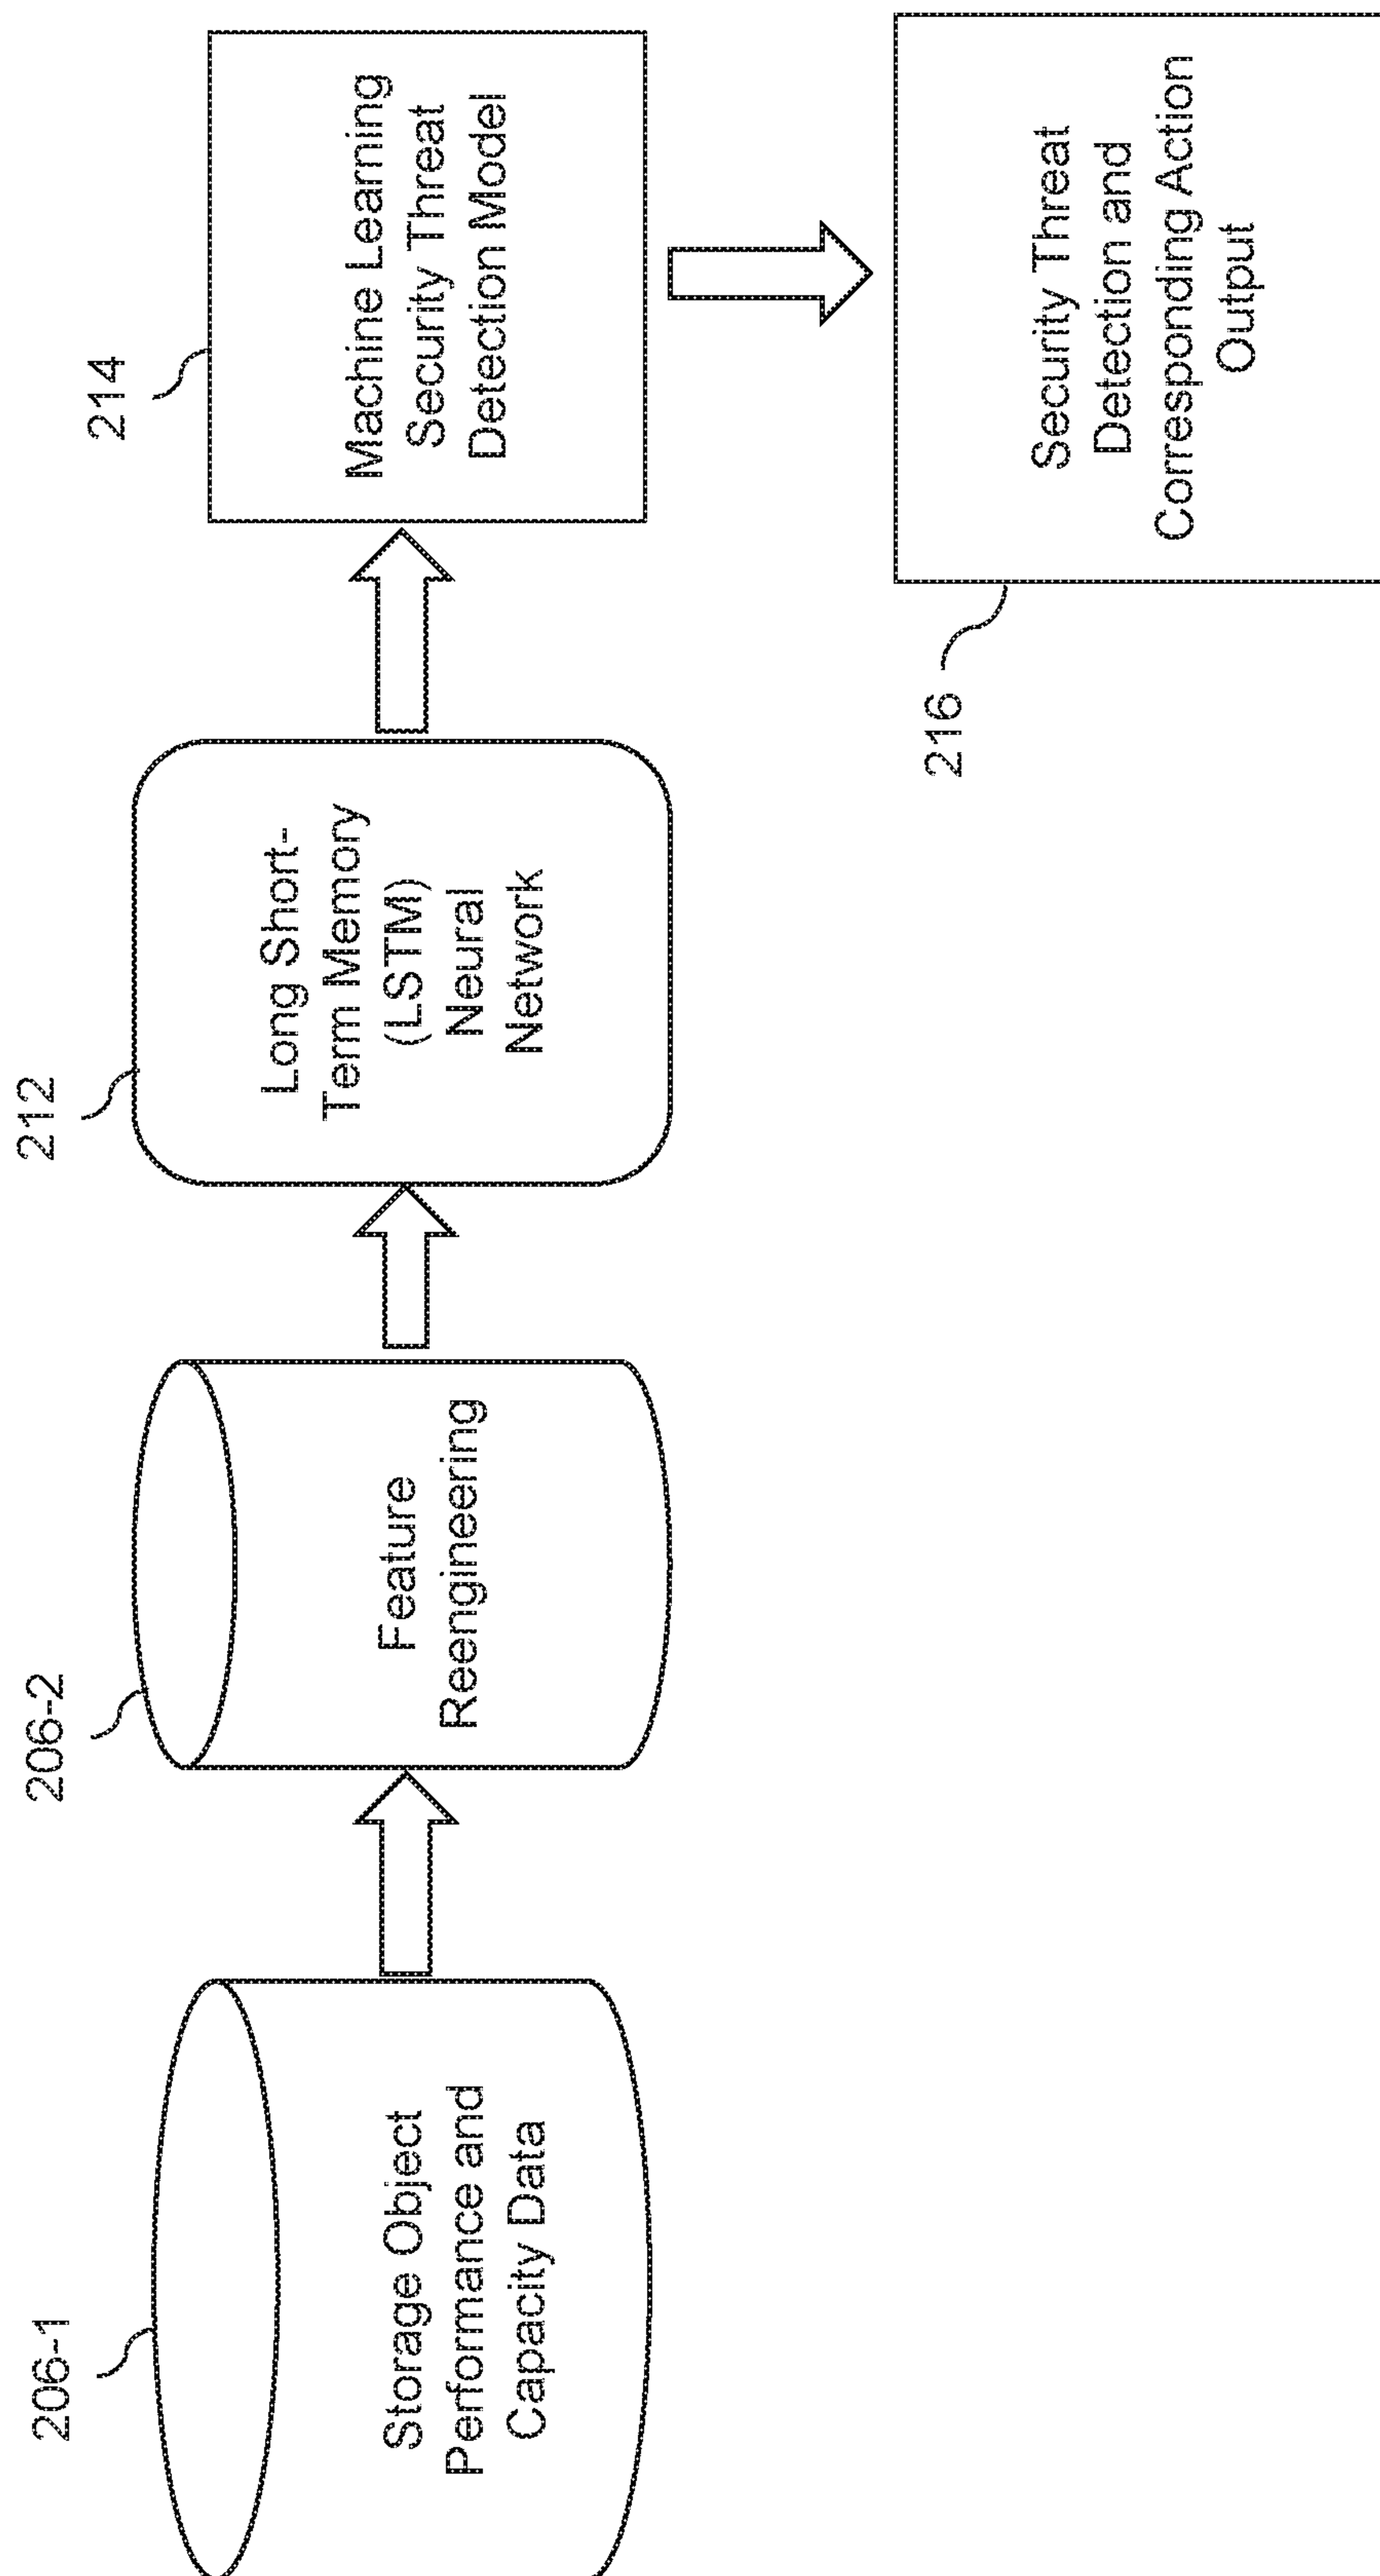 206-1
Storage Object
Performance and
Capacity Data
206-2
Feature
Reengineering
212
Long Short-
Term Memory
(LSTM)
Neural
Network
214
Machine Learning
Security Threat
Detection Model
216
Security Threat
Detection and
Corresponding Action
Output